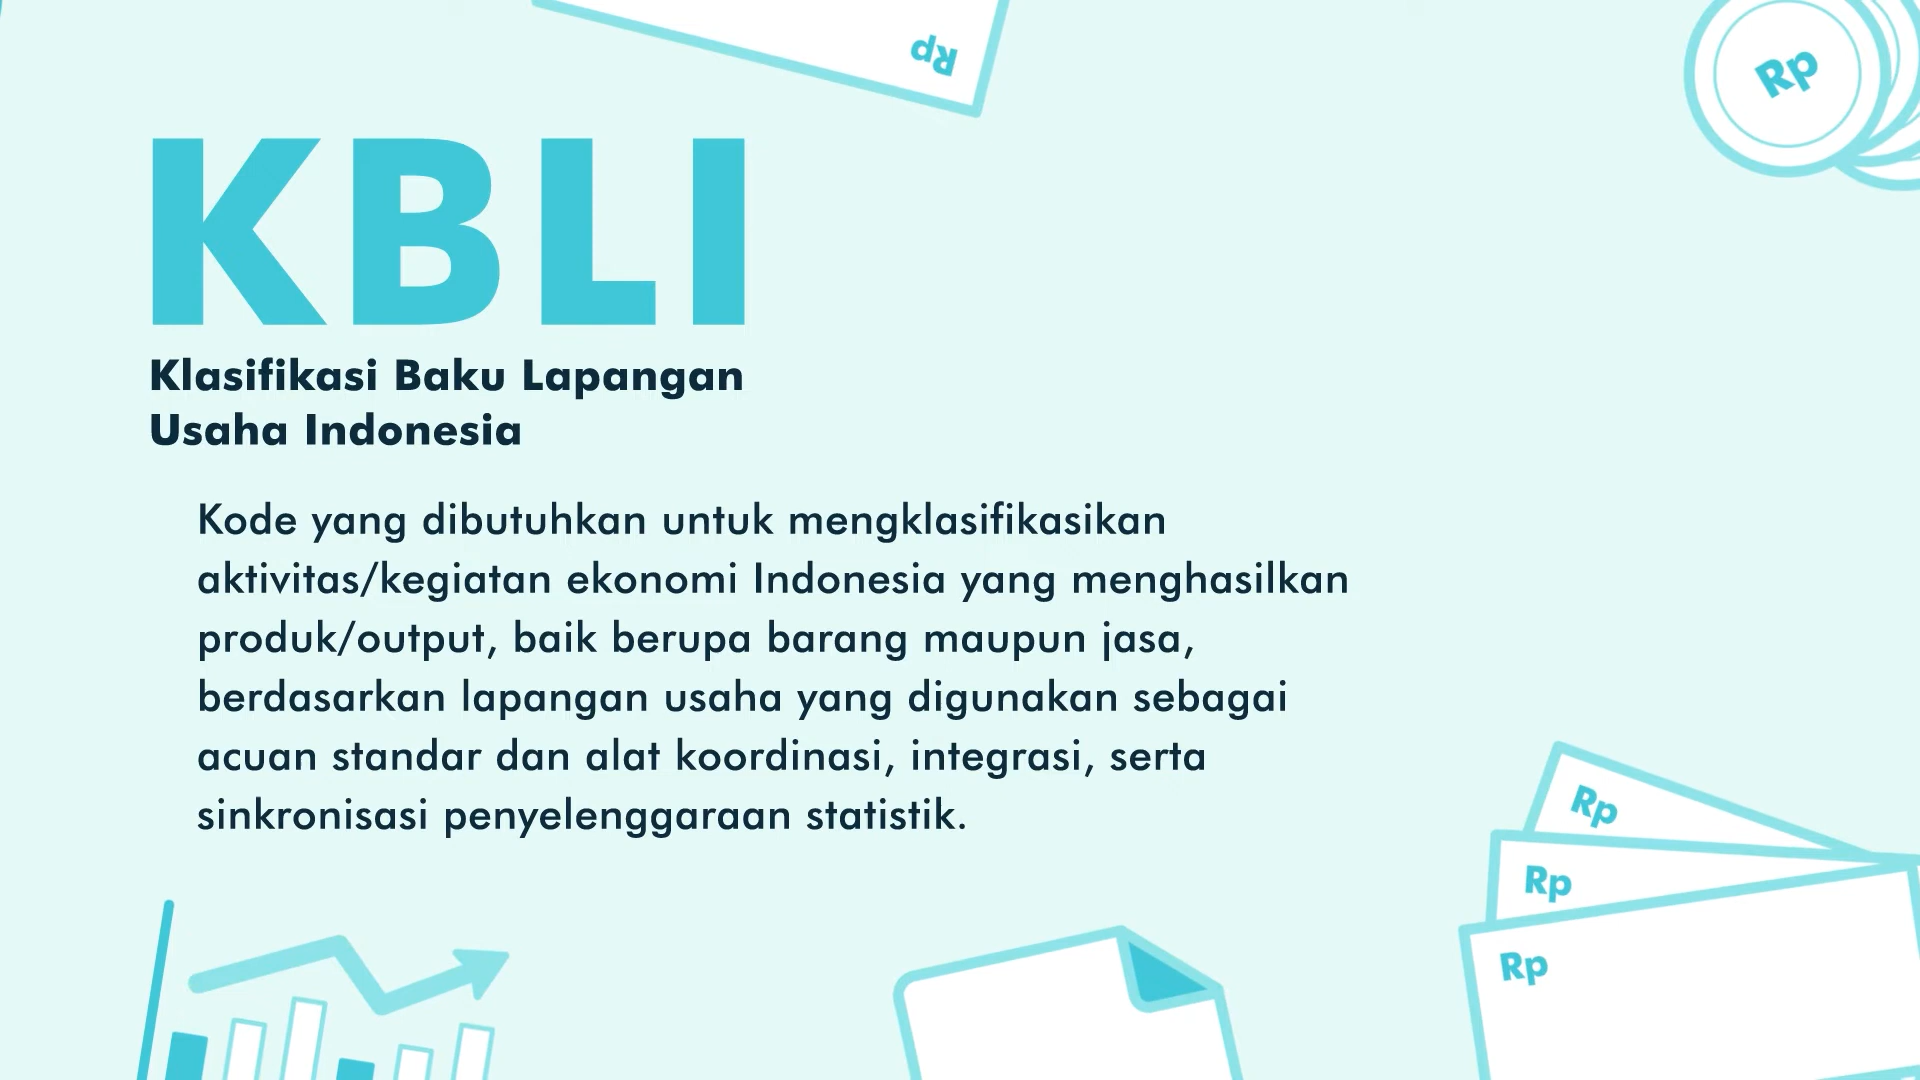 Rp
Rp
KBLI
Klasifikasi Baku Lapangan
Usaha Indonesia
Kode yang dibutuhkan untuk mengklasifikasikan
aktivitas/kegiatan ekonomi Indonesia yang menghasilkan
produk/output, baik berupa barang maupun jasa,
berdasarkan lapangan usaha yang digunakan sebagai
acuan standar dan alat koordinasi, integrasi, serta
sinkronisasi penyelenggaraan statistik.
Rp
Rp
Rp